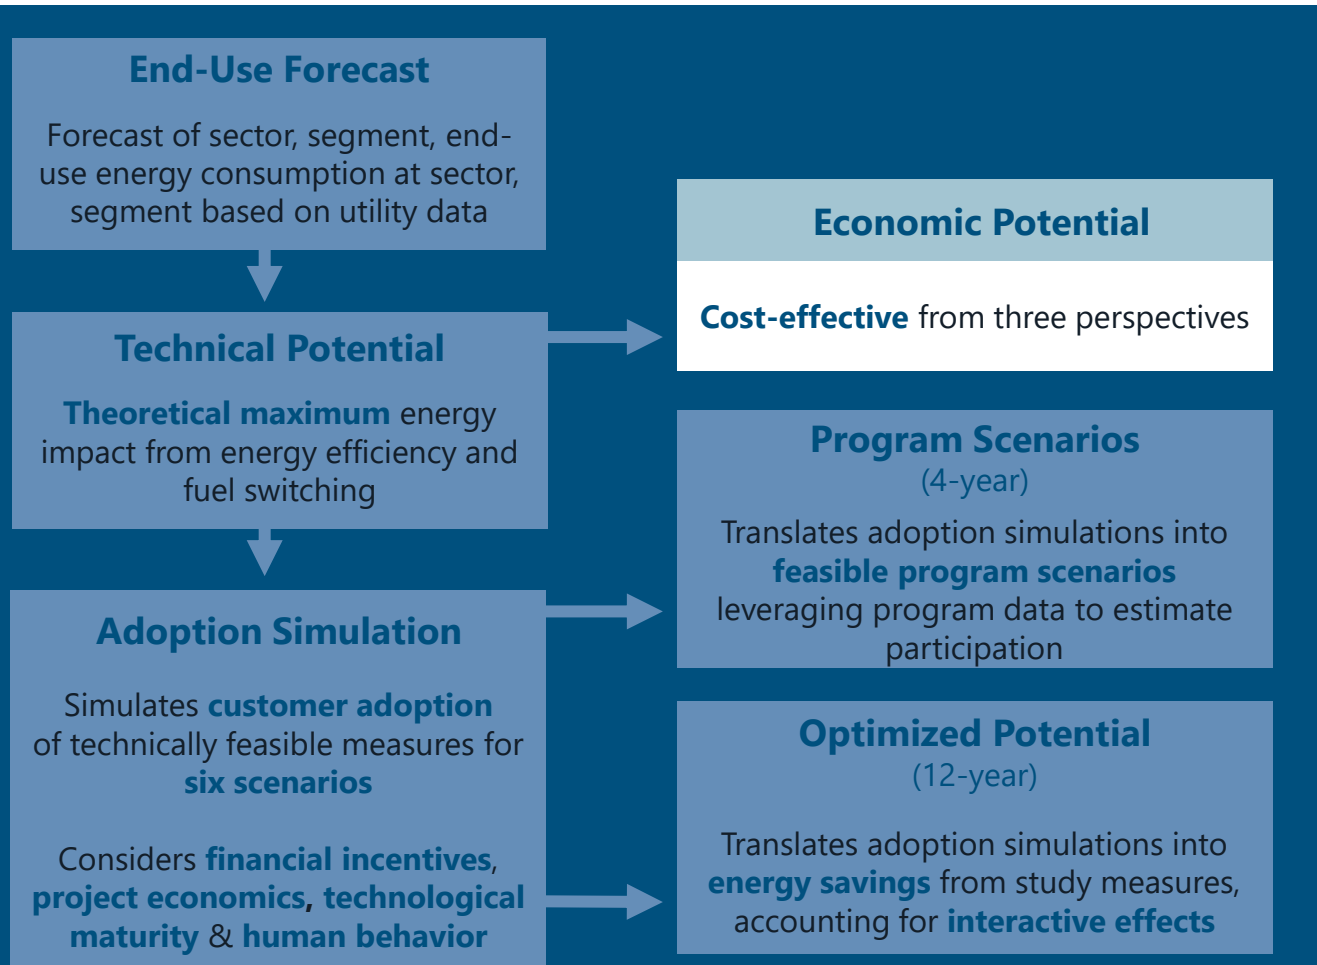 End-Use Forecast
Forecast of sector, segment, end-
use energy consumption at sector,
segment based on utility data
Technical Potential
Theoretical maximum energy
impact from energy efficiency and
fuel switching
Adoption Simulation
Simulates customer adoption
of technically feasible measures for
six scenarios
Considers financial incentives,
project economics, technological
maturity & human behavior
Economic Potential
Cost-effective from three perspectives
Program Scenarios
(4-year)
Translates adoption simulations into
feasible program scenarios
leveraging program data to estimate
participation
Optimized Potential
(12-year)
Translates adoption simulations into
energy savings from study measures,
accounting for interactive effects